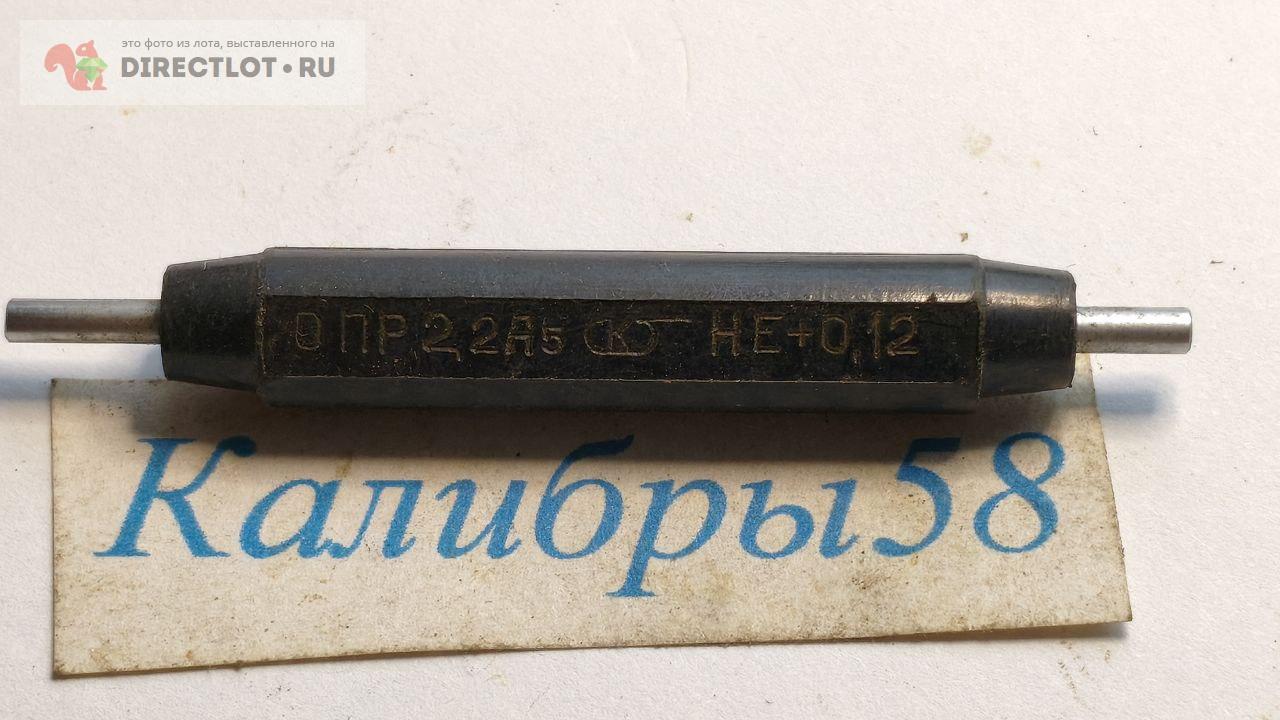 это фото из лота, выставленного на
DIRECTLOT•RU
0 ПР 2,2А5 К НЕ+0,12
Калибры58